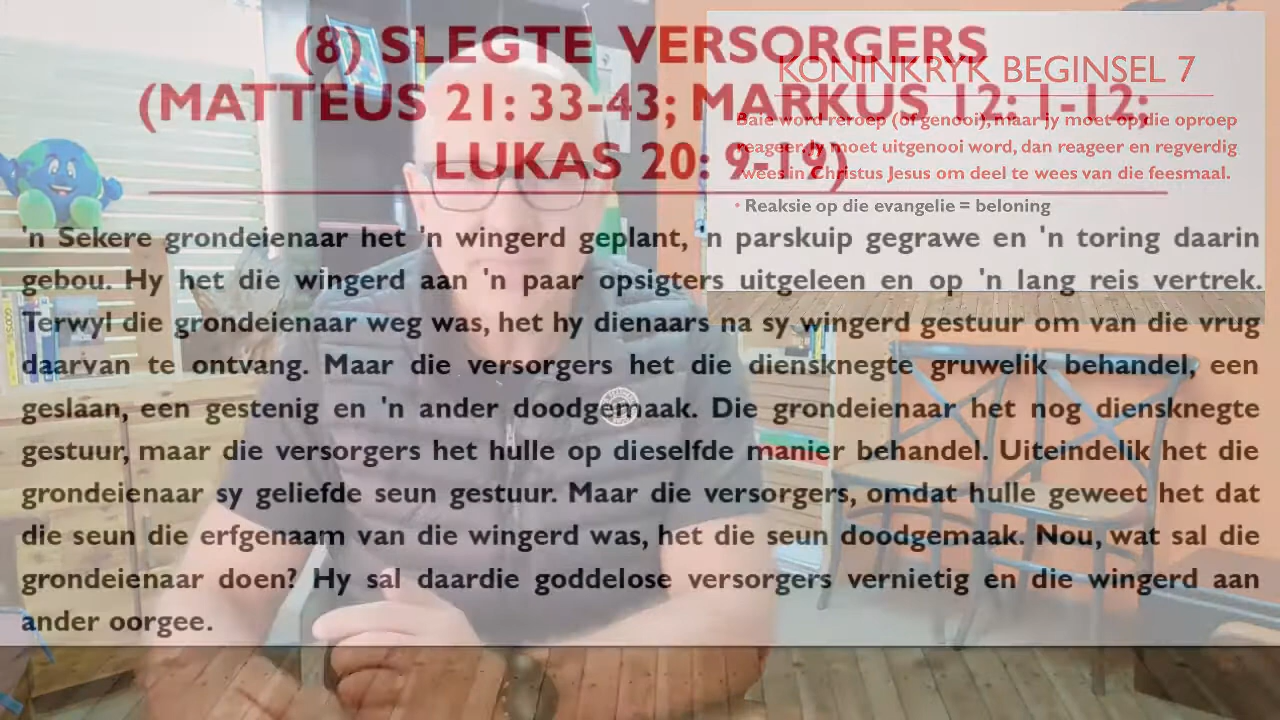 (8) SLEGTE VERSORGERS
(MATTEUS 21: 33-43; MARKUS 12: 1-12;
LUKAS 20: 9-19)
'n Sekere grondeienaar het 'n wingerd geplant, 'n parskuip gegrawe en 'n toring daarin
gebou. Hy het die wingerd aan 'n paar opsigters uitgeleen en op 'n lang reis vertrek.
Terwyl die grondeienaar weg was, het hy dienaars na sy wingerd gestuur om van die vrug
daarvan te ontvang. Maar die versorgers het die diensknegte gruwelik behandel, een
geslaan, een gestenig en 'n ander doodgemaak. Die grondeienaar het nog diensknegte
gestuur, maar die versorgers het hulle op dieselfde manier behandel. Uiteindelik het die
grondeienaar sy geliefde seun gestuur. Maar die versorgers, omdat hulle geweet het dat
die seun die erfgenaam van die wingerd was, het die seun doodgemaak. Nou, wat sal die
grondeienaar doen? Hy sal daardie goddelose versorgers vernietig en die wingerd aan
ander oorgee.
KONINKRYK BEGINSEL 7
Baie word reroep (of genooi), maar jy moet op die oproep
reageer. Jy moet uitgenooi word, dan reageer en regverdig
wees in Christus Jesus om deel te wees van die feesmaal.
• Reaksie op die evangelie = beloning